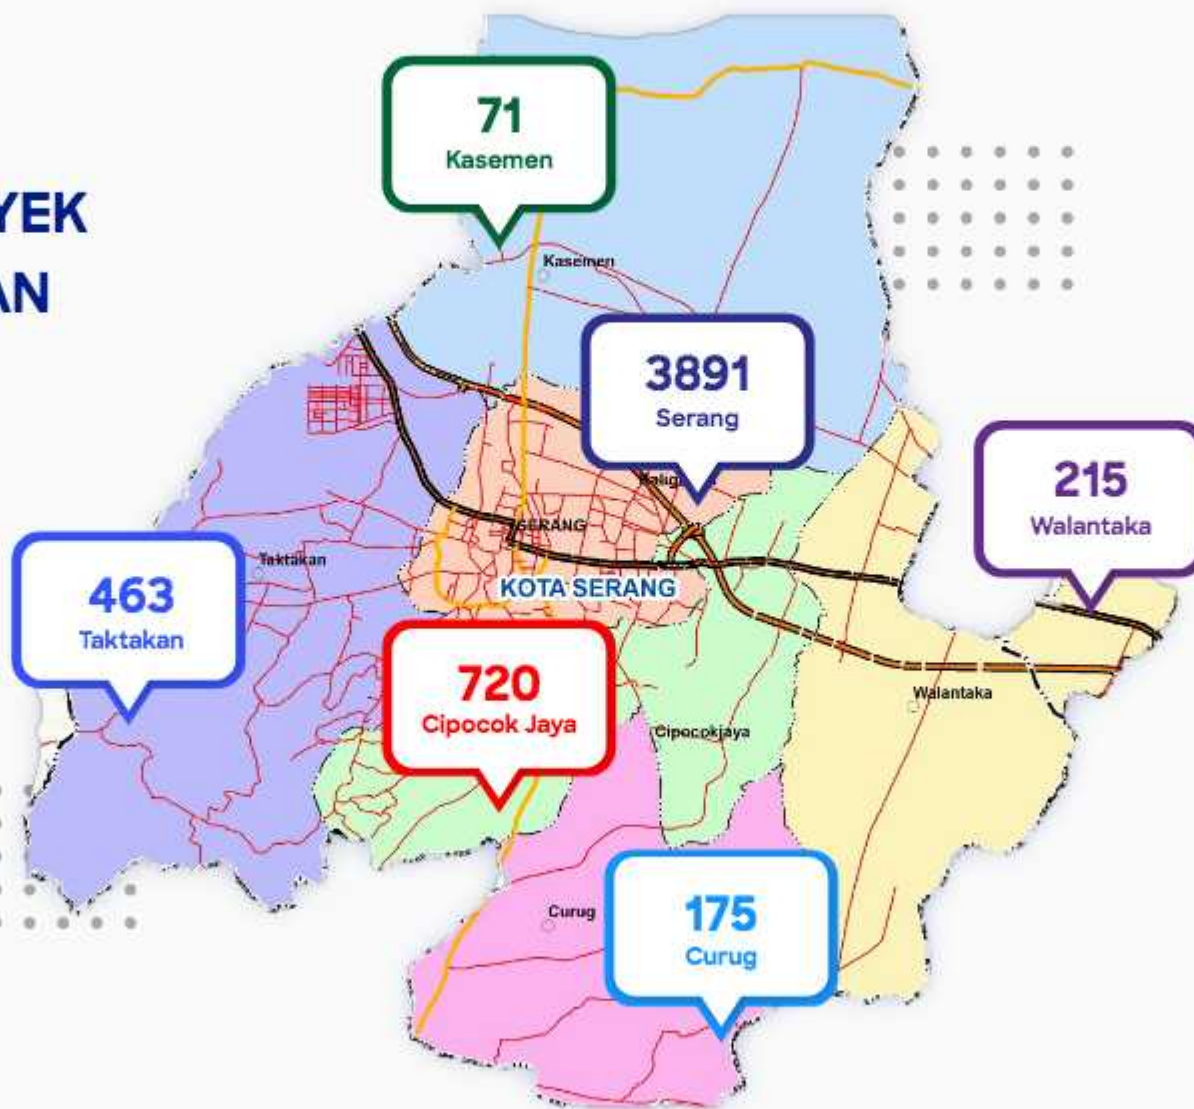 YEK
AN
71
Kasemen
Kasemen
3891
Serang
SERANG
KOTA SERANG
215
Walantaka
Walantaka
463
Taktakan
Taktakan
720
Cipocok Jaya
Cipocokjaya
175
Curug
Curug